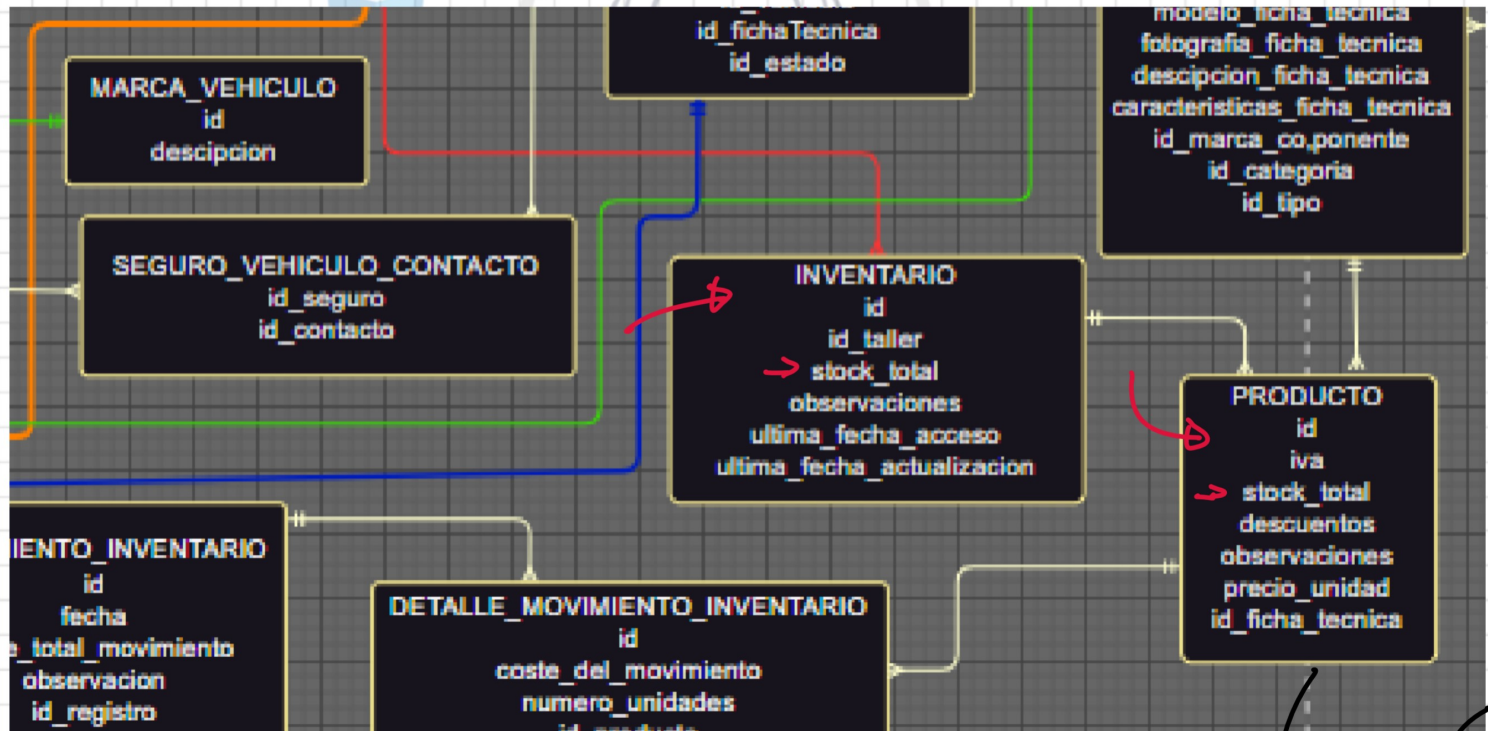 id_fichaTecnica
id_estado
modelo_ficha_tecnica
fotografia_ficha_tecnica
descipcion_ficha_tecnica
caracteristicas_ficha_tecnica
id_marca_co,ponente
id_categoria
id_tipo
MARCA_VEHICULO
id
descipcion
SEGURO_VEHICULO_CONTACTO
id_seguro
id_contacto
INVENTARIO
id
id_taller
stock_total
observaciones
ultima_fecha_acceso
ultima_fecha_actualizacion
PRODUCTO
id
iva
stock_total
descuentos
observaciones
precio_unidad
id_ficha_tecnica
IENTO_INVENTARIO
id
fecha
e_total_movimiento
observacion
id_registro
DETALLE_MOVIMIENTO_INVENTARIO
id
coste_del_movimiento
numero_unidades